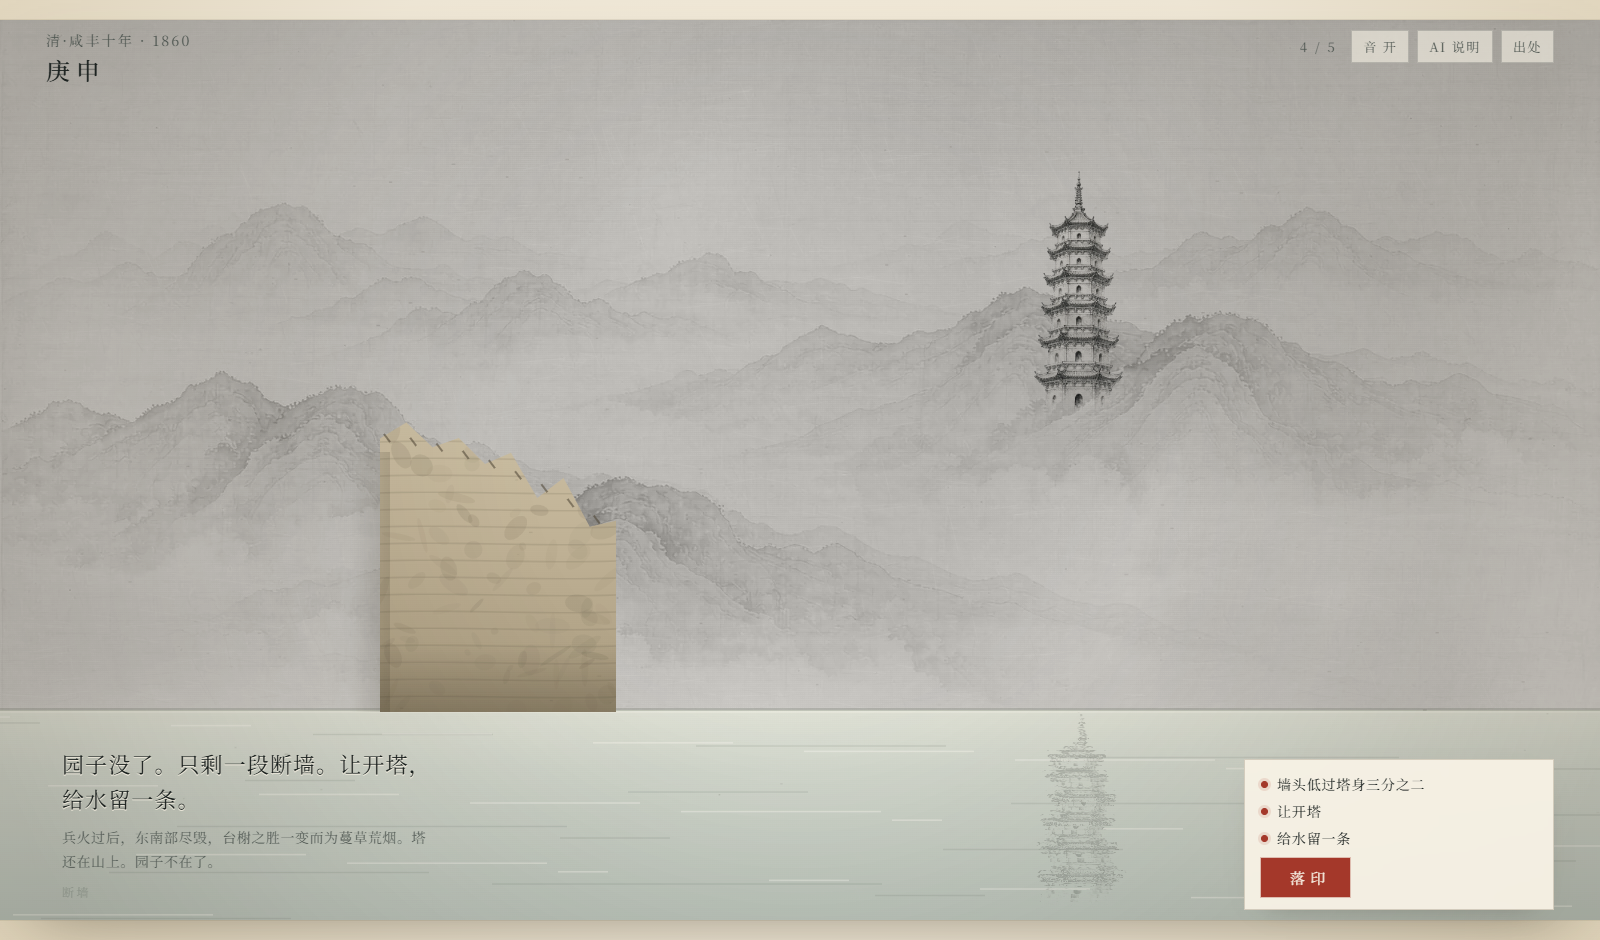 清·咸丰十年 · 1860
庚申
4 / 5
音 开
AI 说明
出处
园子没了。只剩一段断墙。让开塔，
给水留一条。
兵火过后，东南部尽毁，台榭之胜一变而为蔓草荒烟。塔
还在山上。园子不在了。
断墙
墙头低过塔身三分之二
让开塔
给水留一条
落印